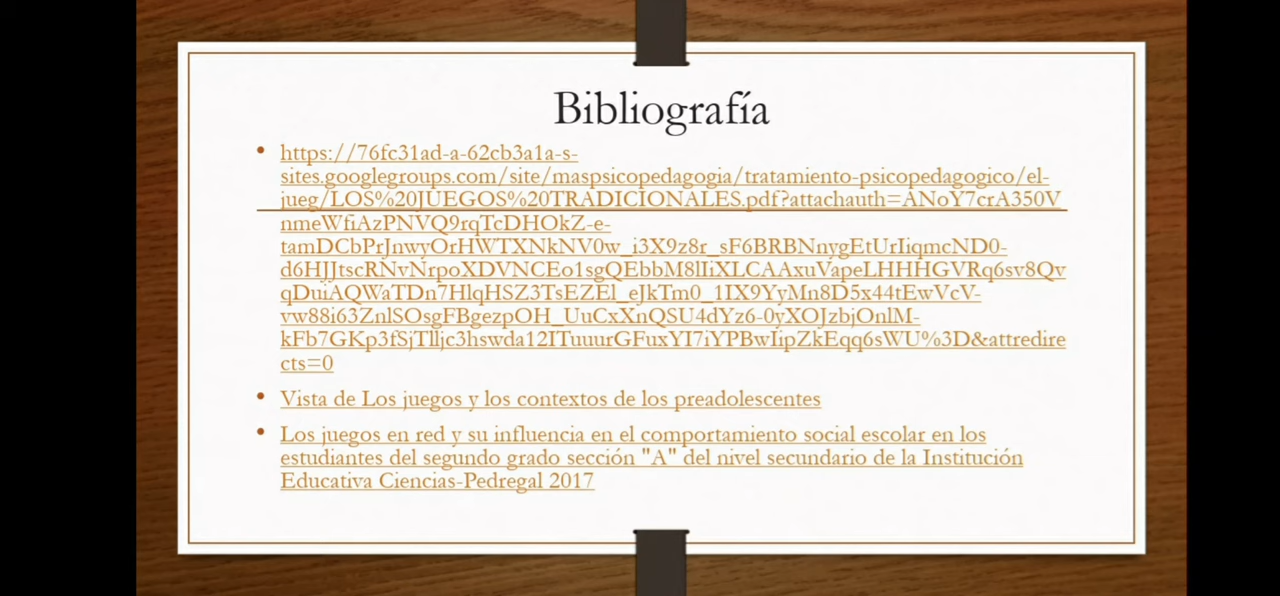 Bibliografía
• https://76fc31ad-a-62cb3a1a-s-
sites.googlegroups.com/site/maspsicopedagogia/tratamiento-psicopedagogico/el-
jueg/LOS%20JUEGOS%20TRADICIONALES.pdf?attachauth=ANoY7crA350V
nmeWfiAzPNVQ9rqTcDHOkZ-e-
tamDCbPrJnwyOrHWTXNkNV0w_i3X9z8r_sF6BRBNnygEtUrIiqmcND0-
d6HJJtscRNvNrpoXDVNCEo1sgQEbbM8lIiXLCAAxuVapeLHHHGVRq6sv8Qv
qDuiAQWaTDn7HlqHSZ3TsEZEl_eJkTm0_1IX9YyMn8D5x44tEwVcV-
vw88i63ZnlSOsgFBgezpOH_UuCxXnQSU4dYz6-0yXOJzbjOnlM-
kFb7GKp3fSjTlljc3hswda12ITuuurGFuxYI7iYPBwIipZkEqq6sWU%3D&attredire
cts=0
• Vista de Los juegos y los contextos de los preadolescentes
• Los juegos en red y su influencia en el comportamiento social escolar en los
estudiantes del segundo grado sección "A" del nivel secundario de la Institución
Educativa Ciencias-Pedregal 2017